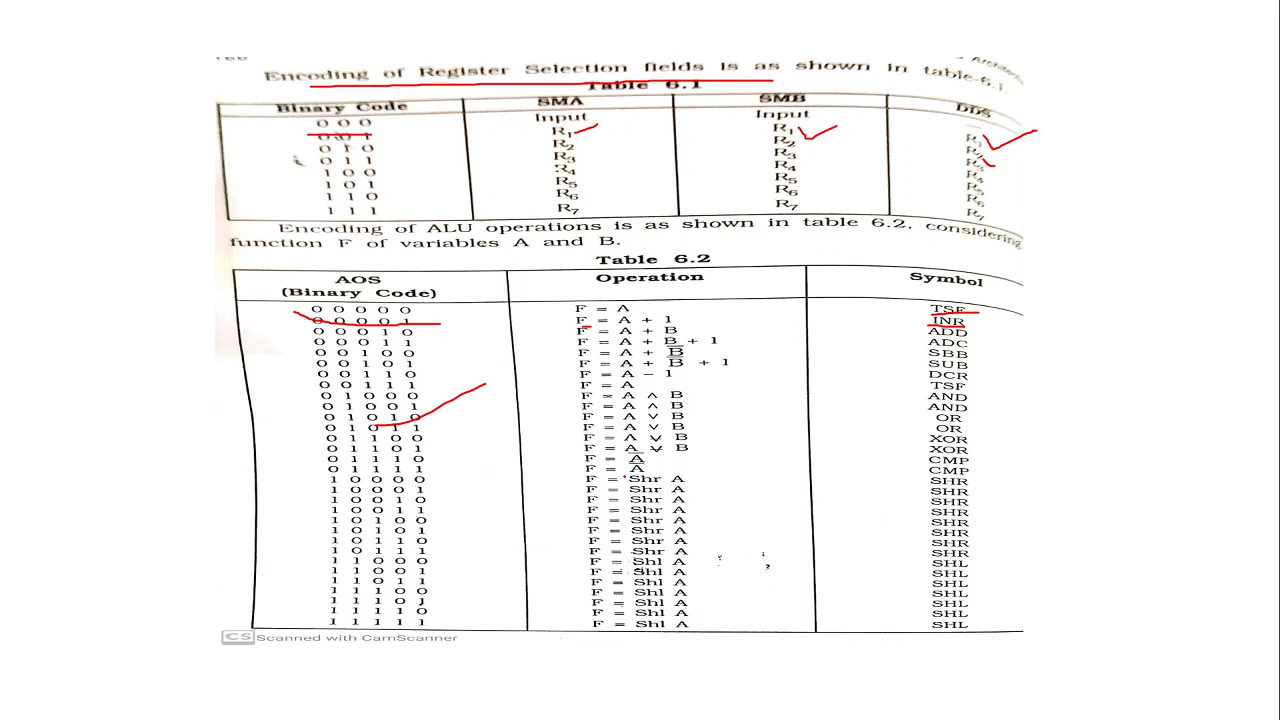 Encoding of Register Selection fields is as shown in table-6.1.
Table 6.1
Binary Code SMA SMB DDS
0 0 0 Input Input —
0 0 1 R1 R1 R1
0 1 0 R2 R2 R2
0 1 1 R3 R3 R3
1 0 0 R4 R4 R4
1 0 1 R5 R5 R5
1 1 0 R6 R6 R6
1 1 1 R7 R7 R7
Encoding of ALU operations is as shown in table 6.2, considering
function F of variables A and B.
Table 6.2
AOS Operation Symbol
(Binary Code)
0 0 0 0 0 F = A TSF
0 0 0 0 1 F = A + 1 INR
0 0 0 1 0 F = A + B ADD
0 0 0 1 1 F = A + B + 1 ADC
0 0 1 0 0 F = A + B̅ SBB
0 0 1 0 1 F = A + B̅ + 1 SUB
0 0 1 1 0 F = A − 1 DCR
0 0 1 1 1 F = A TSF
0 1 0 0 0 F = A ∧ B AND
0 1 0 0 1 F = A ∧ B AND
0 1 0 1 0 F = A ∨ B OR
0 1 0 1 1 F = A ∨ B OR
0 1 1 0 0 F = A ⊻ B XOR
0 1 1 0 1 F = A ⊻ B XOR
0 1 1 1 0 F = A̅ CMP
0 1 1 1 1 F = A̅ CMP
1 0 0 0 0 F = Shr A SHR
1 0 0 0 1 F = Shr A SHR
1 0 0 1 0 F = Shr A SHR
1 0 0 1 1 F = Shr A SHR
1 0 1 0 0 F = Shr A SHR
1 0 1 0 1 F = Shr A SHR
1 0 1 1 0 F = Shr A SHR
1 0 1 1 1 F = Shr A SHR
1 1 0 0 0 F = Shl A SHL
1 1 0 0 1 F = Shl A SHL
1 1 0 1 1 F = Shl A SHL
1 1 1 0 0 F = Shl A SHL
1 1 1 0 1 F = Shl A SHL
1 1 1 1 0 F = Shl A SHL
1 1 1 1 1 F = Shl A SHL
CS Scanned with CamScanner